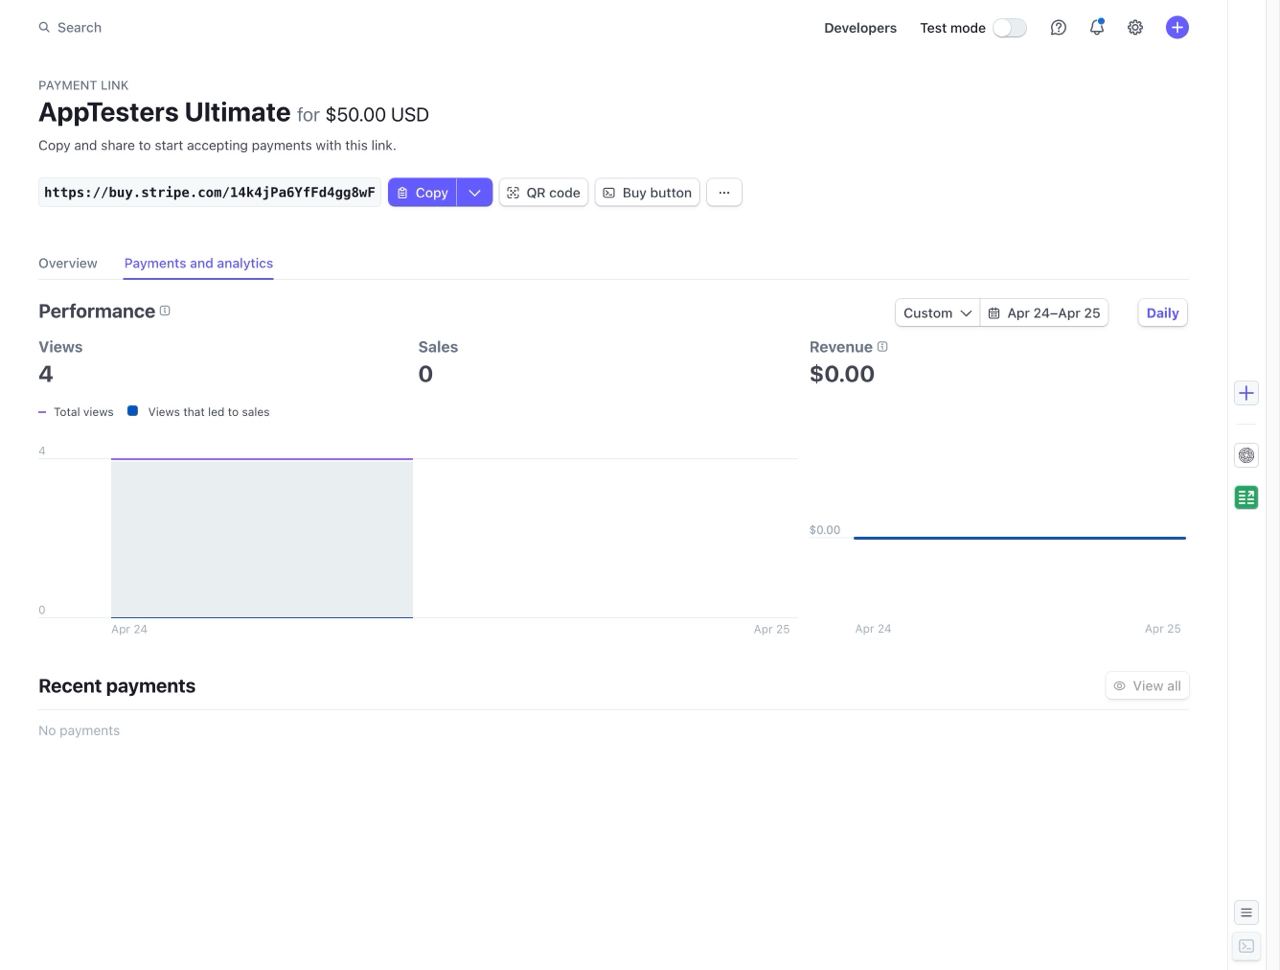 Search
Developers
Test mode
PAYMENT LINK
AppTesters Ultimate for $50.00 USD
Copy and share to start accepting payments with this link.
https://buy.stripe.com/14k4jPa6YfFd4gg8wF
Copy
QR code
Buy button
Overview
Payments and analytics
Performance
Custom
Apr 24–Apr 25
Daily
Views
4
Sales
0
Revenue
$0.00
Total views
Views that led to sales
4
0
Apr 24
Apr 25
$0.00
Apr 24
Apr 25
Recent payments
View all
No payments